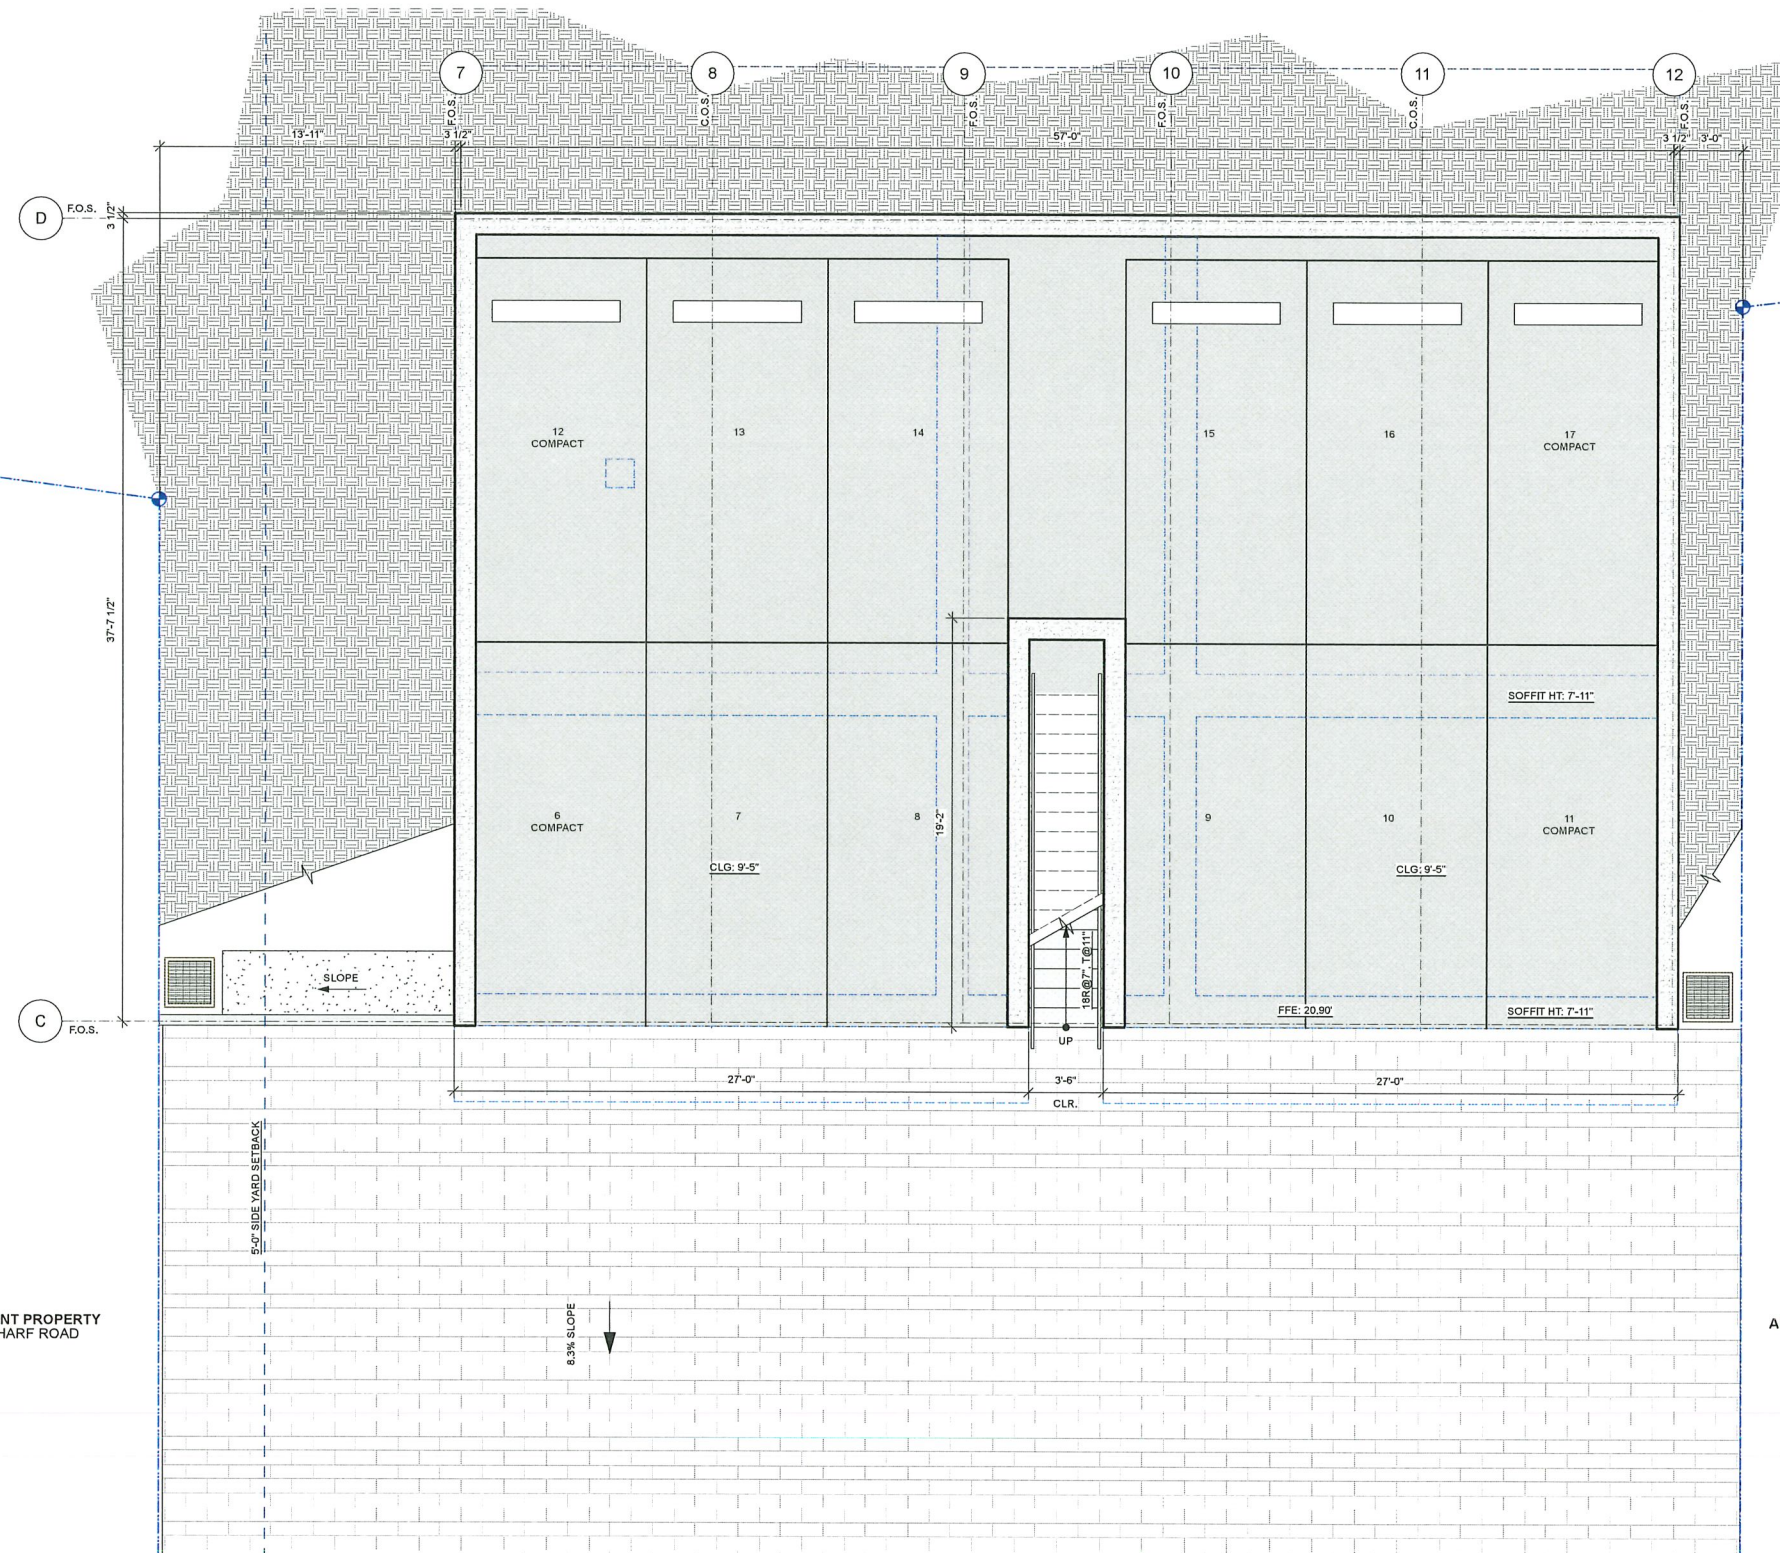 7
8
9
10
11
12
F.O.S.
C.O.S.
F.O.S.
F.O.S.
C.O.S.
F.O.S.
13'-11"
3 1/2"
57'-0"
3 1/2"
3'-0"
D
F.O.S.
3 1/2"
12
COMPACT
13
14
15
16
17
COMPACT
37'-7 1/2"
SOFFIT HT: 7'-11"
6
COMPACT
7
8
19'-2"
9
10
11
COMPACT
CLG: 9'-5"
CLG: 9'-5"
SLOPE
18R@7", T@11"
FFE: 20.90'
SOFFIT HT: 7'-11"
C
F.O.S.
UP
27'-0"
3'-6"
CLR.
27'-0"
5'-0" SIDE YARD SETBACK
8.3% SLOPE
NT PROPERTY
HARF ROAD
A